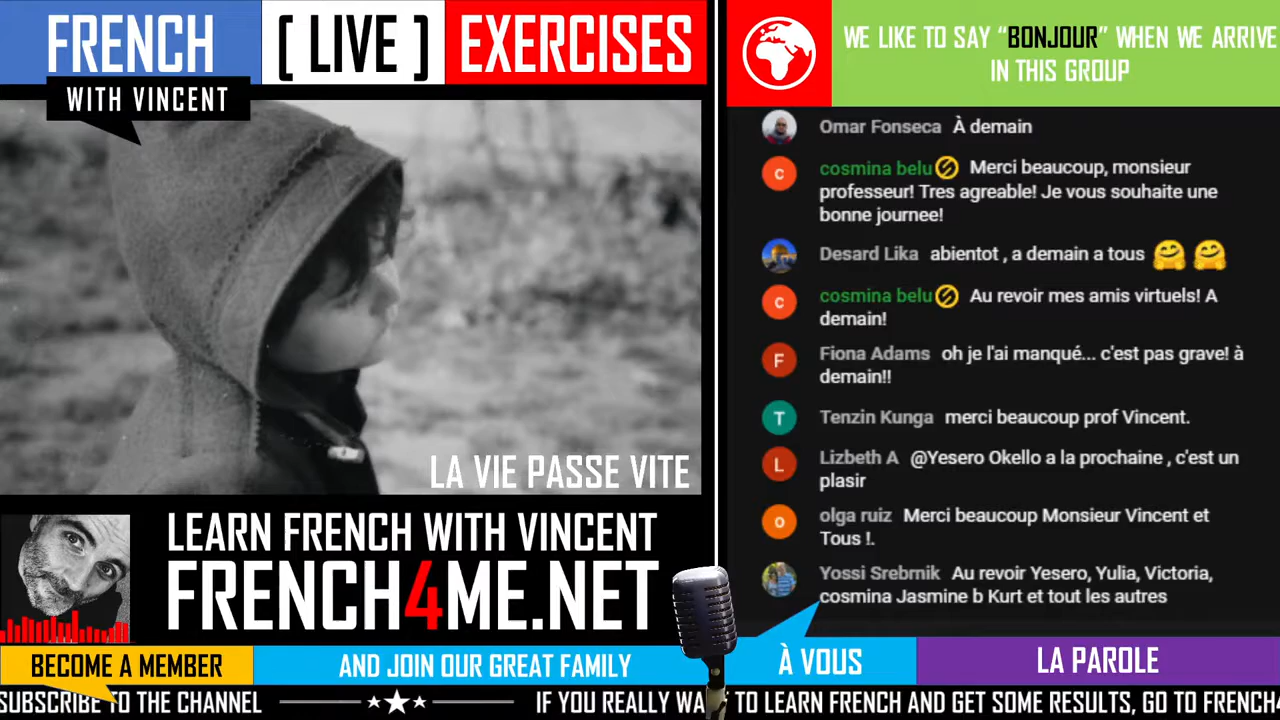 FRENCH
WITH VINCENT
[ LIVE ]
EXERCISES
LA VIE PASSE VITE
LEARN FRENCH WITH VINCENT
FRENCH4ME.NET
BECOME A MEMBER
AND JOIN OUR GREAT FAMILY
WE LIKE TO SAY “BONJOUR” WHEN WE ARRIVE
IN THIS GROUP
Omar Fonseca À demain
cosmina belu Merci beaucoup, monsieur
professeur! Tres agreable! Je vous souhaite une
bonne journee!
Desard Lika abientot , a demain a tous 🤗 🤗
cosmina belu Au revoir mes amis virtuels! A
demain!
Fiona Adams oh je l'ai manqué... c'est pas grave! à
demain!!
Tenzin Kunga merci beaucoup prof Vincent.
Lizbeth A @Yesero Okello a la prochaine , c'est un
plasir
olga ruiz Merci beaucoup Monsieur Vincent et
Tous !.
Yossi Srebrnik Au revoir Yesero, Yulia, Victoria,
cosmina Jasmine b Kurt et tout les autres
À VOUS
LA PAROLE
SUBSCRIBE TO THE CHANNEL
IF YOU REALLY WA TO LEARN FRENCH AND GET SOME RESULTS, GO TO FRENCH4